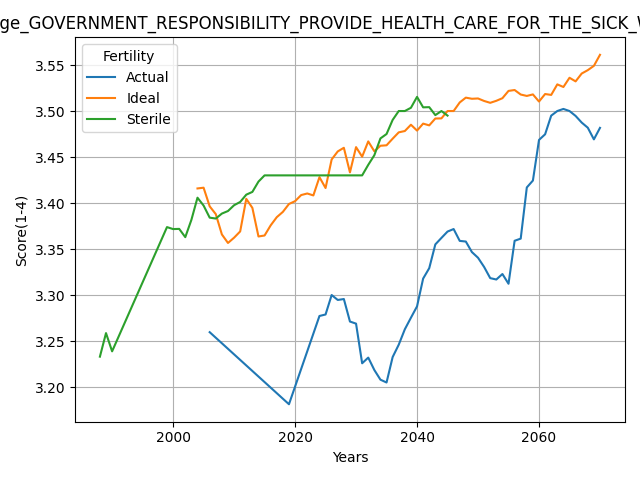 ge_GOVERNMENT_RESPONSIBILITY_PROVIDE_HEALTH_CARE_FOR_THE_SICK_
Fertility
Actual
Ideal
Sterile
3.55
3.50
3.45
3.40
3.35
3.30
3.25
3.20
Score(1-4)
2000 2020 2040 2060
Years